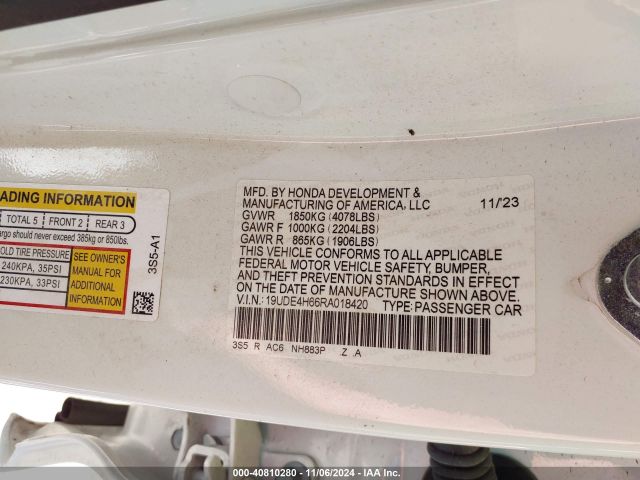 ADING INFORMATION
TOTAL 5 FRONT 2 REAR 3
rgo should never exceed 385kg or 850lbs.
OLD TIRE PRESSURE
240KPA, 35PSI
230KPA, 33PSI
SEE OWNER'S
MANUAL FOR
ADDITIONAL
INFORMATION
3S5-A1
MFD. BY HONDA DEVELOPMENT & 
MANUFACTURING OF AMERICA, LLC 11/23
GVWR 1850KG (4078LBS)
GAWR F 1000KG (2204LBS)
GAWR R 865KG (1906LBS)
THIS VEHICLE CONFORMS TO ALL APPLICABLE
FEDERAL MOTOR VEHICLE SAFETY, BUMPER,
AND THEFT PREVENTION STANDARDS IN EFFECT
ON THE DATE OF MANUFACTURE SHOWN ABOVE.
V.I.N.: 19UDE4H66RA018420 TYPE: PASSENGER CAR
3S5 R AC6 NH883P Z .A
000-40810280 - 11/06/2024 - IAA Inc.